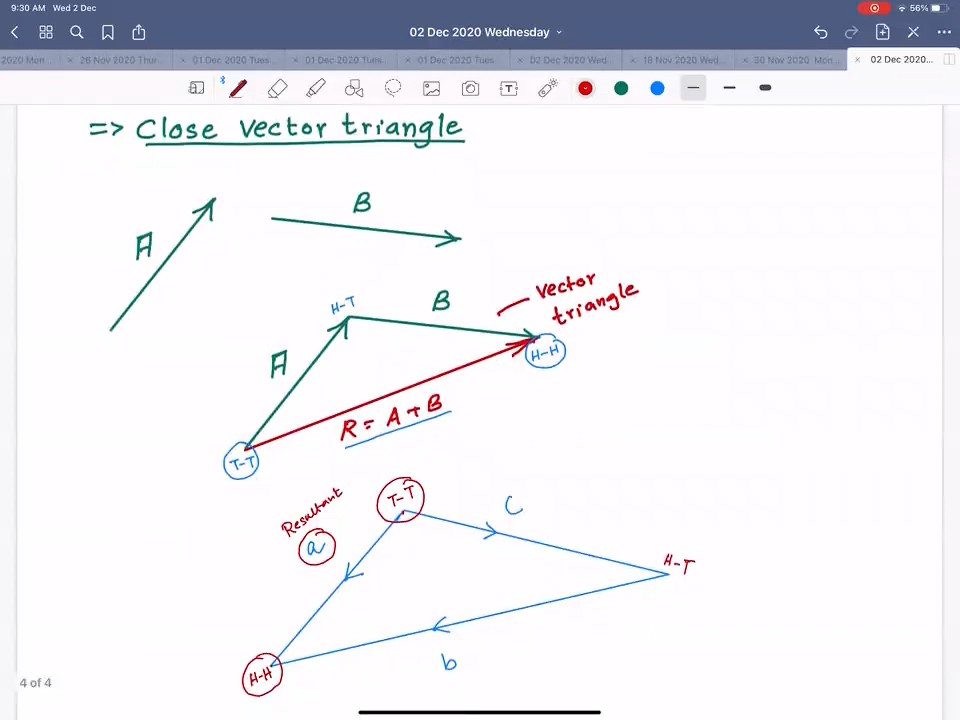 9:30 AM Wed 2 Dec
56%
02 Dec 2020 Wednesday
2020 Mon...
26 Nov 2020 Thur...
01 Dec 2020 Tues...
01 Dec 2020 Tues...
01 Dec 2020 Tues...
02 Dec 2020 Wed...
18 Nov 2020 Wed...
30 Nov 2020 Mon...
02 Dec 2020...
=> Close vector triangle
A
B
H-T
B
vector
triangle
A
H-H
R = A + B
T-T
Resultant
a
T-T
C
H-T
H-H
b
4 of 4